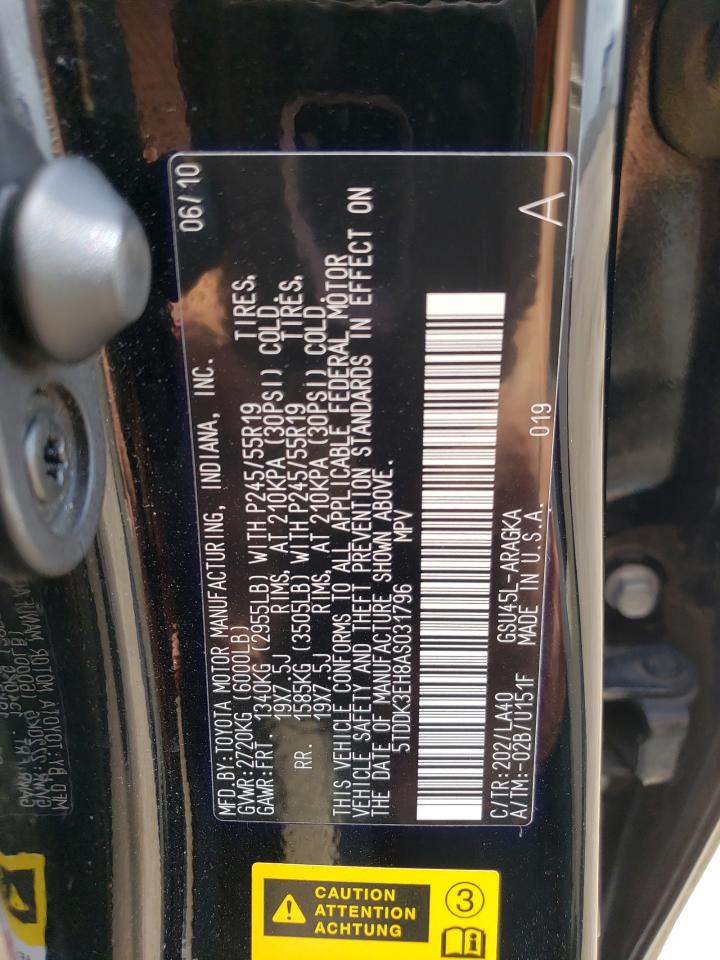 MFD.BY:TOYOTA MOTOR MANUFACTURING, INDIANA, INC. 06/10
GVWR:2720KG (6000LB)
GAWR:FRT. 1340KG (2955LB) WITH P245/55R19 TIRES,
19X7.5J RIMS, AT 210KPA (30PSI) COLD.
RR. 1585KG (3505LB) WITH P245/55R19 TIRES,
19X7.5J RIMS, AT 210KPA (30PSI) COLD.
THIS VEHICLE CONFORMS TO ALL APPLICABLE FEDERAL MOTOR
VEHICLE SAFETY AND THEFT PREVENTION STANDARDS IN EFFECT ON
THE DATE OF MANUFACTURE SHOWN ABOVE.
5TDDK3EH8AS031796 MPV
C/TR:202/LA40 GSU45L-ARAGKA 019
A/TM:-02B/U151F MADE IN U.S.A. A
CAUTION
ATTENTION
ACHTUNG
3